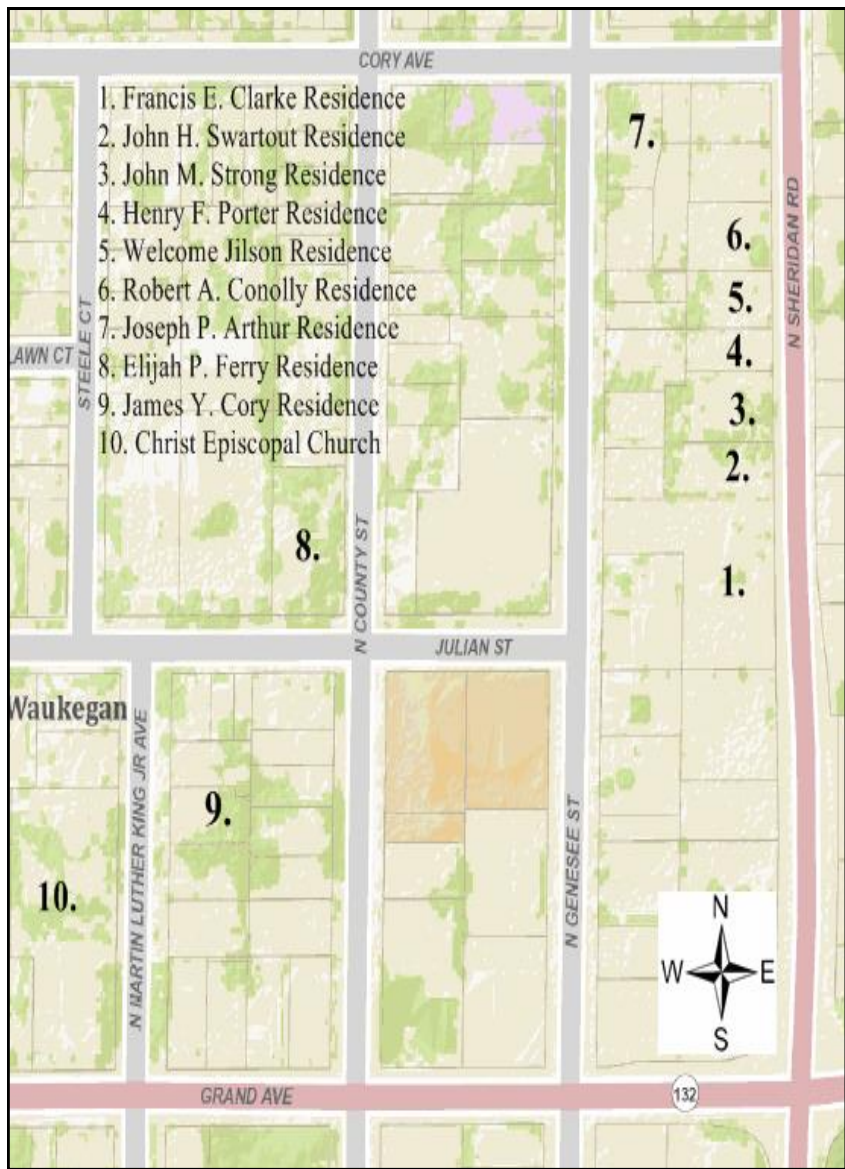 CORY AVE
1. Francis E. Clarke Residence
2. John H. Swartout Residence
3. John M. Strong Residence
4. Henry F. Porter Residence
5. Welcome Jilson Residence
6. Robert A. Conolly Residence
7. Joseph P. Arthur Residence
8. Elijah P. Ferry Residence
9. James Y. Cory Residence
10. Christ Episcopal Church
7.
6.
5.
4.
3.
2.
1.
8.
N SHERIDAN RD
STEELE CT
LAWN CT
N COUNTY ST
JULIAN ST
Waukegan
9.
10.
N MARTIN LUTHER KING JR AVE
N GENESEE ST
N
W E
S
GRAND AVE
132